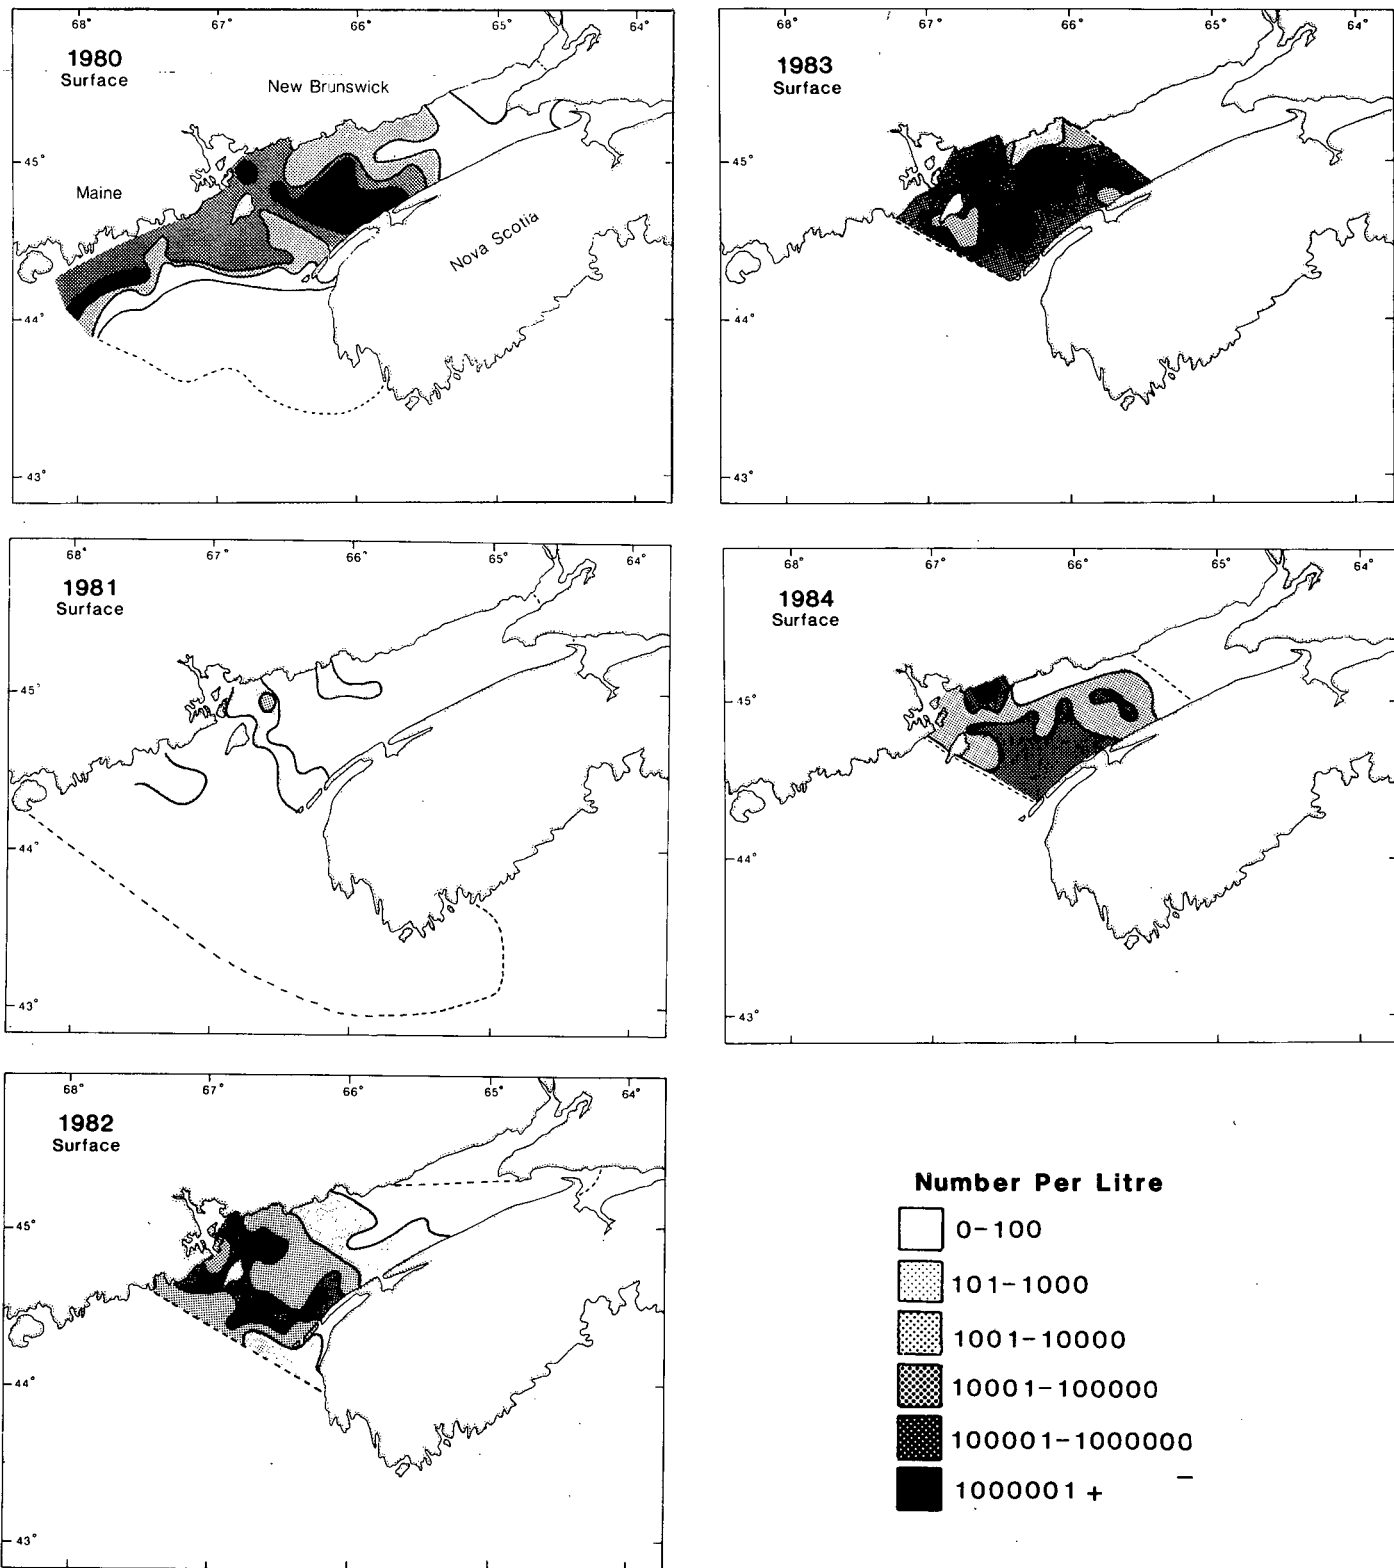 68° 67° 66° 65° 64°
1980
Surface
New Brunswick
45°
Maine
Nova Scotia
44°
43°
68° 67° 66° 65° 64°
1983
Surface
45°
44°
43°
68° 67° 66° 65° 64°
1981
Surface
45°
44°
43°
68° 67° 66° 65° 64°
1984
Surface
45°
44°
43°
68° 67° 66° 65° 64°
1982
Surface
45°
44°
43°
Number Per Litre
0-100
101-1000
1001-10000
10001-100000
100001-1000000
1000001 +